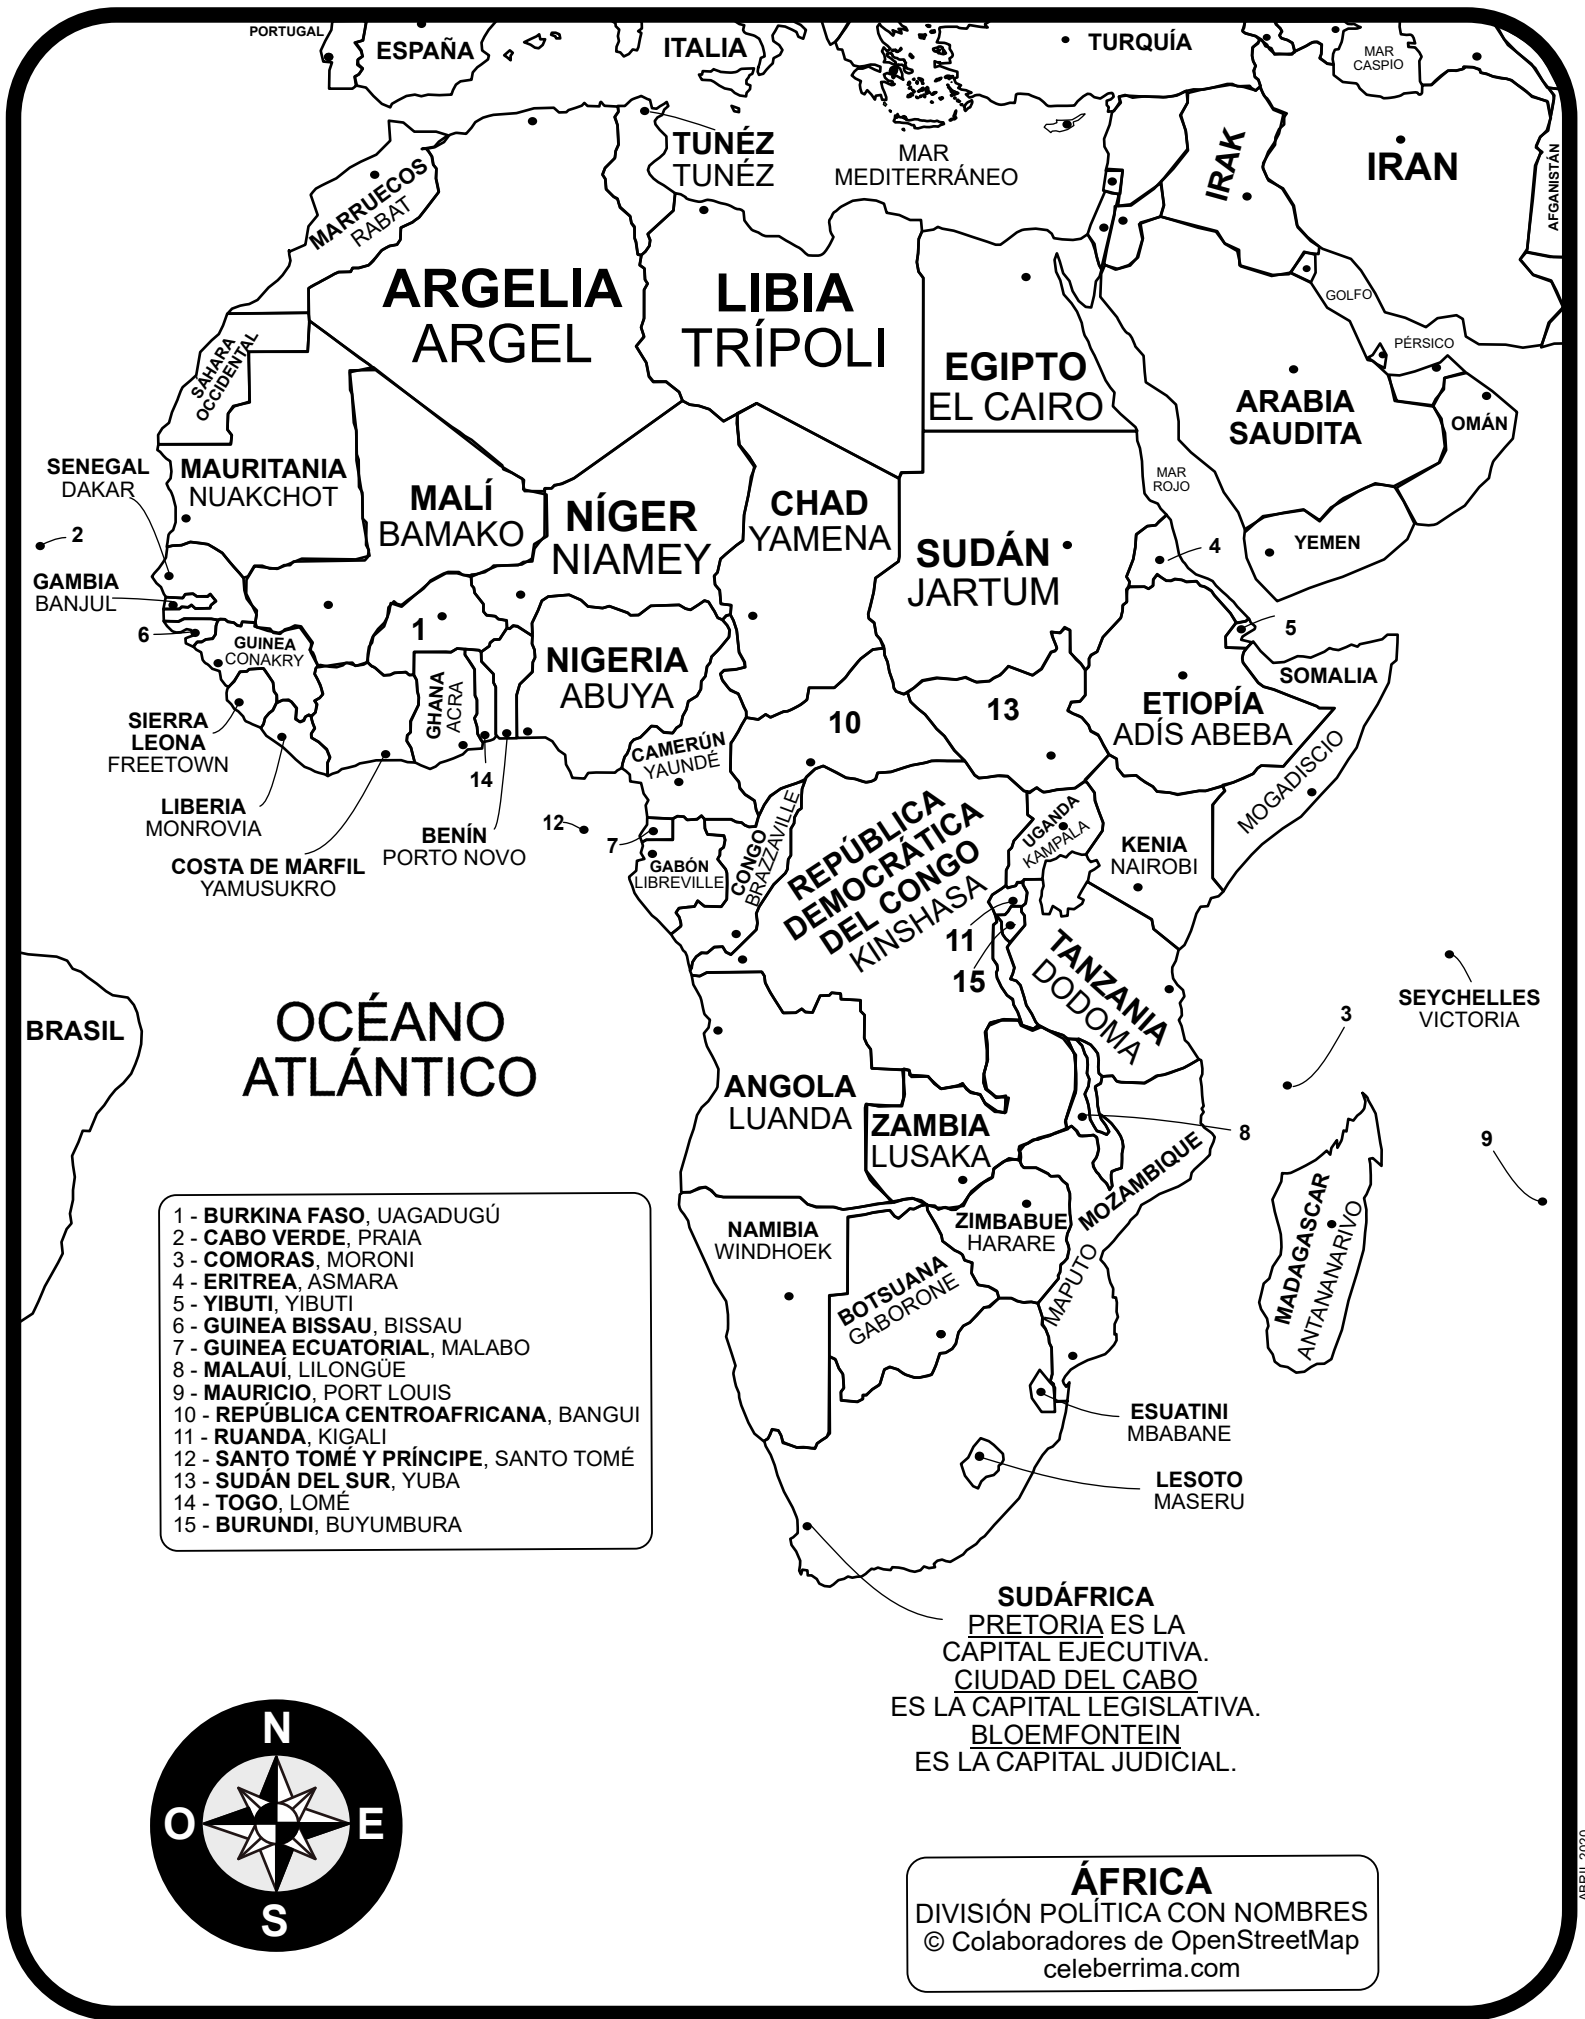 PORTUGAL
ESPAÑA
ITALIA
TURQUÍA
MAR
CASPIO
TUNÉZ
TUNÉZ
MAR
MEDITERRÁNEO
IRAK
IRAN
AFGANISTÁN
MARRUECOS
RABAT
ARGELIA
ARGEL
LIBIA
TRÍPOLI
EGIPTO
EL CAIRO
GOLFO
PÉRSICO
SAHARA
OCCIDENTAL
ARABIA
SAUDITA
OMÁN
SENEGAL
DAKAR
MAURITANIA
NUAKCHOT
MALÍ
BAMAKO
NÍGER
NIAMEY
CHAD
YAMENA
SUDÁN
JARTUM
MAR
ROJO
YEMEN
2
4
GAMBIA
BANJUL
6
1
5
GUINEA
CONAKRY
NIGERIA
ABUYA
SOMALIA
MOGADISCIO
ETIOPÍA
ADÍS ABEBA
GHANA
ACRA
10
13
SIERRA
LEONA
FREETOWN
CAMERÚN
YAUNDÉ
14
LIBERIA
MONROVIA
BENÍN
PORTO NOVO
12
7
COSTA DE MARFIL
YAMUSUKRO
GABÓN
LIBREVILLE
CONGO
BRAZZAVILLE
REPÚBLICA
DEMOCRÁTICA
DEL CONGO
KINSHASA
UGANDA
KAMPALA
KENIA
NAIROBI
11
15
TANZANIA
DODOMA
SEYCHELLES
VICTORIA
3
BRASIL
OCÉANO
ATLÁNTICO
ANGOLA
LUANDA
ZAMBIA
LUSAKA
8
9
MOZAMBIQUE
MAPUTO
MADAGASCAR
ANTANANARIVO
NAMIBIA
WINDHOEK
ZIMBABUE
HARARE
BOTSUANA
GABORONE
1 - BURKINA FASO, UAGADUGÚ
2 - CABO VERDE, PRAIA
3 - COMORAS, MORONI
4 - ERITREA, ASMARA
5 - YIBUTI, YIBUTI
6 - GUINEA BISSAU, BISSAU
7 - GUINEA ECUATORIAL, MALABO
8 - MALAUÍ, LILONGÜE
9 - MAURICIO, PORT LOUIS
10 - REPÚBLICA CENTROAFRICANA, BANGUI
11 - RUANDA, KIGALI
12 - SANTO TOMÉ Y PRÍNCIPE, SANTO TOMÉ
13 - SUDÁN DEL SUR, YUBA
14 - TOGO, LOMÉ
15 - BURUNDI, BUYUMBURA
ESUATINI
MBABANE
LESOTO
MASERU
SUDÁFRICA
PRETORIA ES LA
CAPITAL EJECUTIVA.
CIUDAD DEL CABO
ES LA CAPITAL LEGISLATIVA.
BLOEMFONTEIN
ES LA CAPITAL JUDICIAL.
N
O
E
S
ÁFRICA
DIVISIÓN POLÍTICA CON NOMBRES
© Colaboradores de OpenStreetMap
celeberrima.com
ABRIL 2020